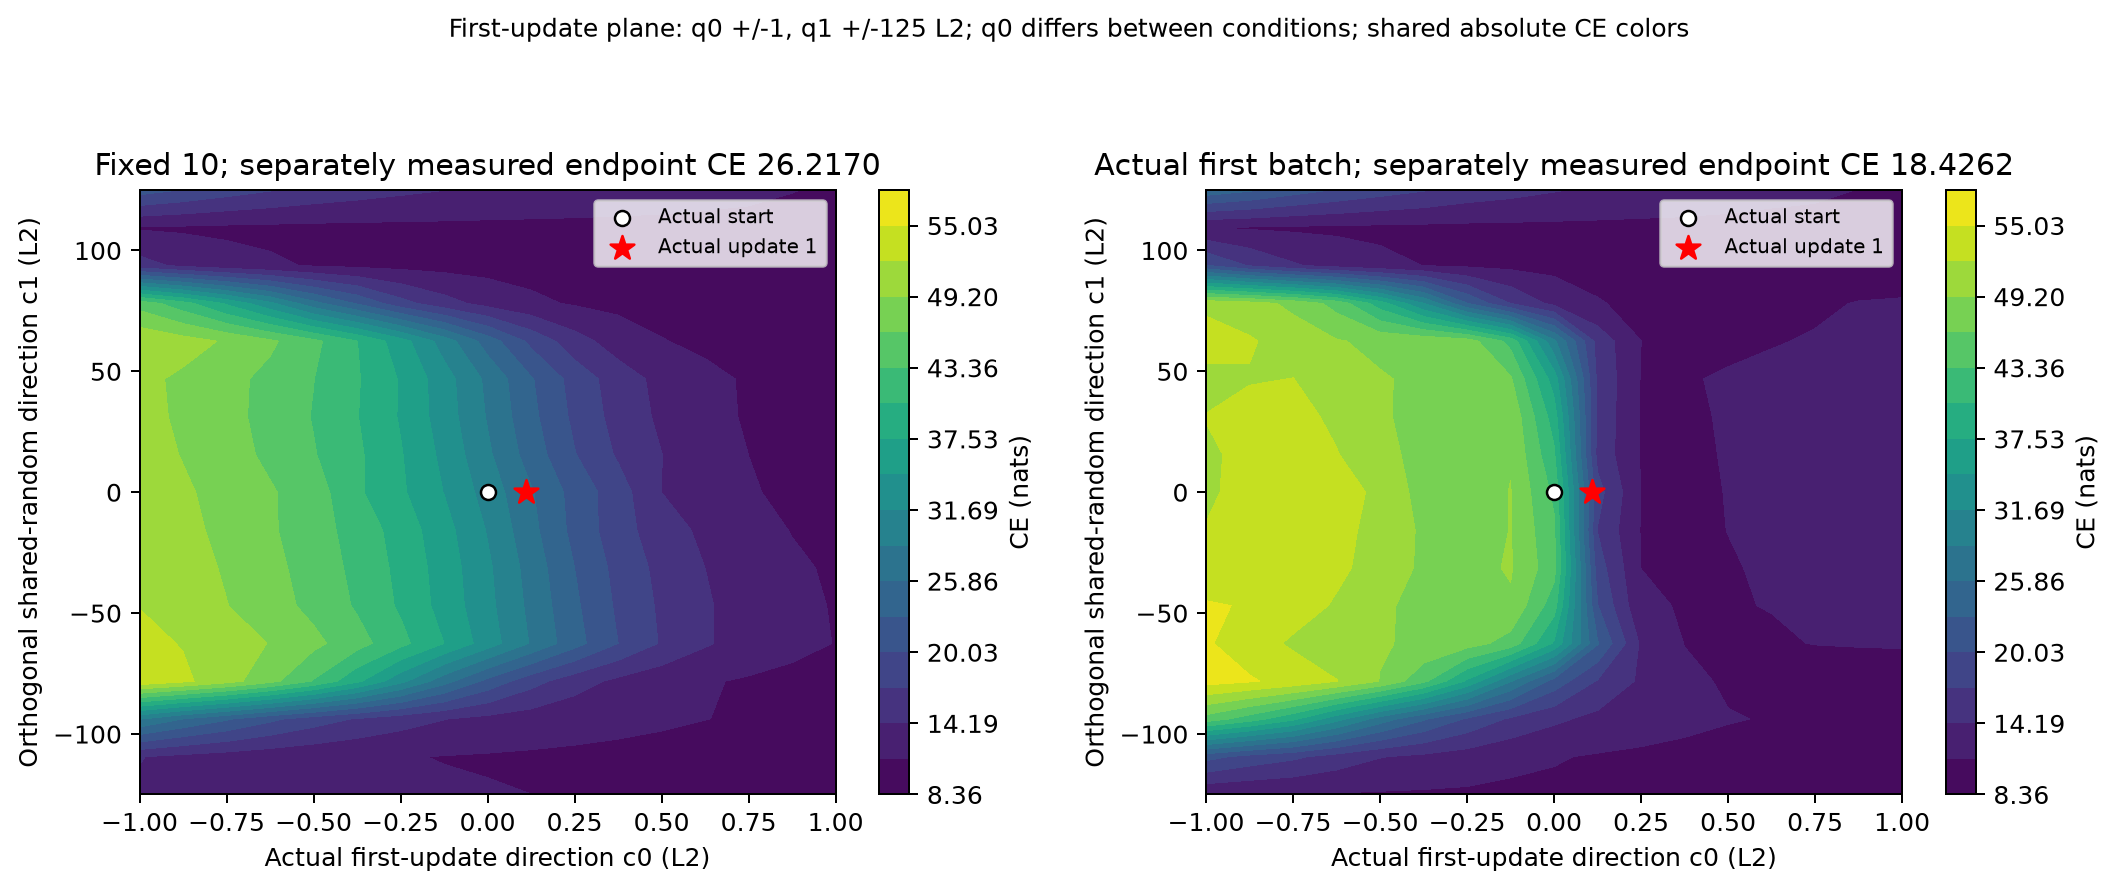 First-update plane: q0 +/-1, q1 +/-125 L2; q0 differs between conditions; shared absolute CE colors
Fixed 10; separately measured endpoint CE 26.2170
Actual start
Actual update 1
100
50
0
−50
−100
−1.00 −0.75 −0.50 −0.25 0.00 0.25 0.50 0.75 1.00
Actual first-update direction c0 (L2)
Orthogonal shared-random direction c1 (L2)
55.03
49.20
43.36
37.53
31.69
25.86
20.03
14.19
8.36
CE (nats)
Actual first batch; separately measured endpoint CE 18.4262
Actual start
Actual update 1
100
50
0
−50
−100
−1.00 −0.75 −0.50 −0.25 0.00 0.25 0.50 0.75 1.00
Actual first-update direction c0 (L2)
Orthogonal shared-random direction c1 (L2)
55.03
49.20
43.36
37.53
31.69
25.86
20.03
14.19
8.36
CE (nats)